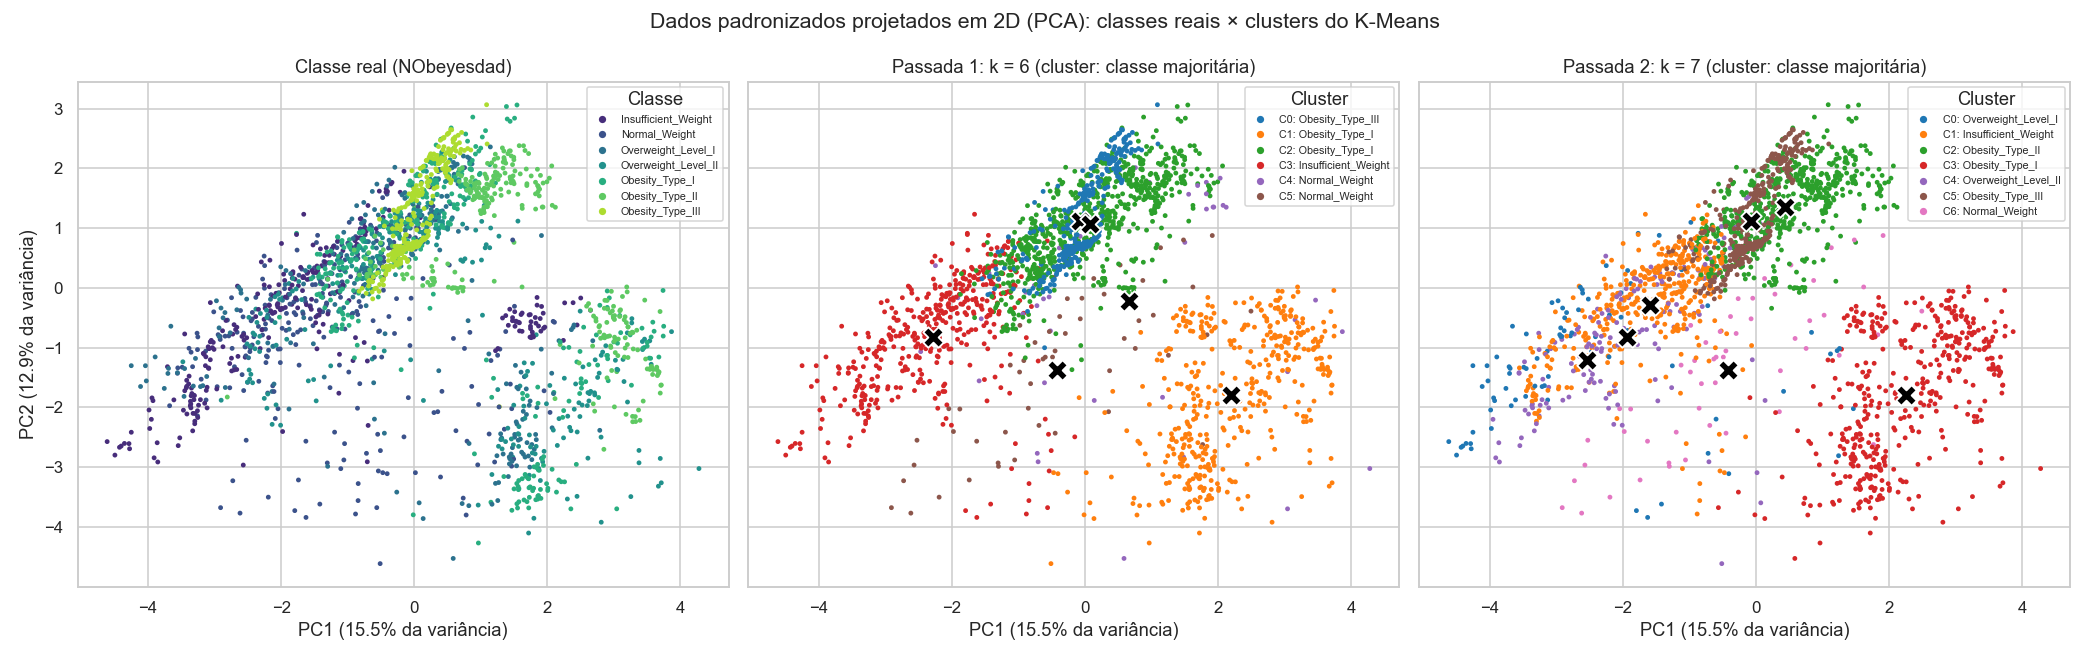 Dados padronizados projetados em 2D (PCA): classes reais × clusters do K-Means
Classe real (NObeyesdad)
Classe
Insufficient_Weight
Normal_Weight
Overweight_Level_I
Overweight_Level_II
Obesity_Type_I
Obesity_Type_II
Obesity_Type_III
3
2
1
0
−1
−2
−3
−4
PC2 (12.9% da variância)
−4
−2
0
2
4
PC1 (15.5% da variância)
Passada 1: k = 6 (cluster: classe majoritária)
Cluster
C0: Obesity_Type_III
C1: Obesity_Type_I
C2: Obesity_Type_I
C3: Insufficient_Weight
C4: Normal_Weight
C5: Normal_Weight
−4
−2
0
2
4
PC1 (15.5% da variância)
Passada 2: k = 7 (cluster: classe majoritária)
Cluster
C0: Overweight_Level_I
C1: Insufficient_Weight
C2: Obesity_Type_II
C3: Obesity_Type_I
C4: Overweight_Level_II
C5: Obesity_Type_III
C6: Normal_Weight
−4
−2
0
2
4
PC1 (15.5% da variância)